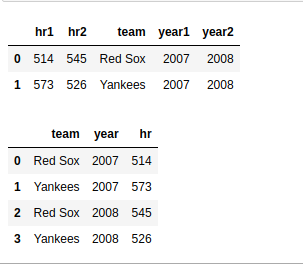 hr1 hr2 team year1 year2
0 514 545 Red Sox 2007 2008
1 573 526 Yankees 2007 2008
team year hr
0 Red Sox 2007 514
1 Yankees 2007 573
2 Red Sox 2008 545
3 Yankees 2008 526